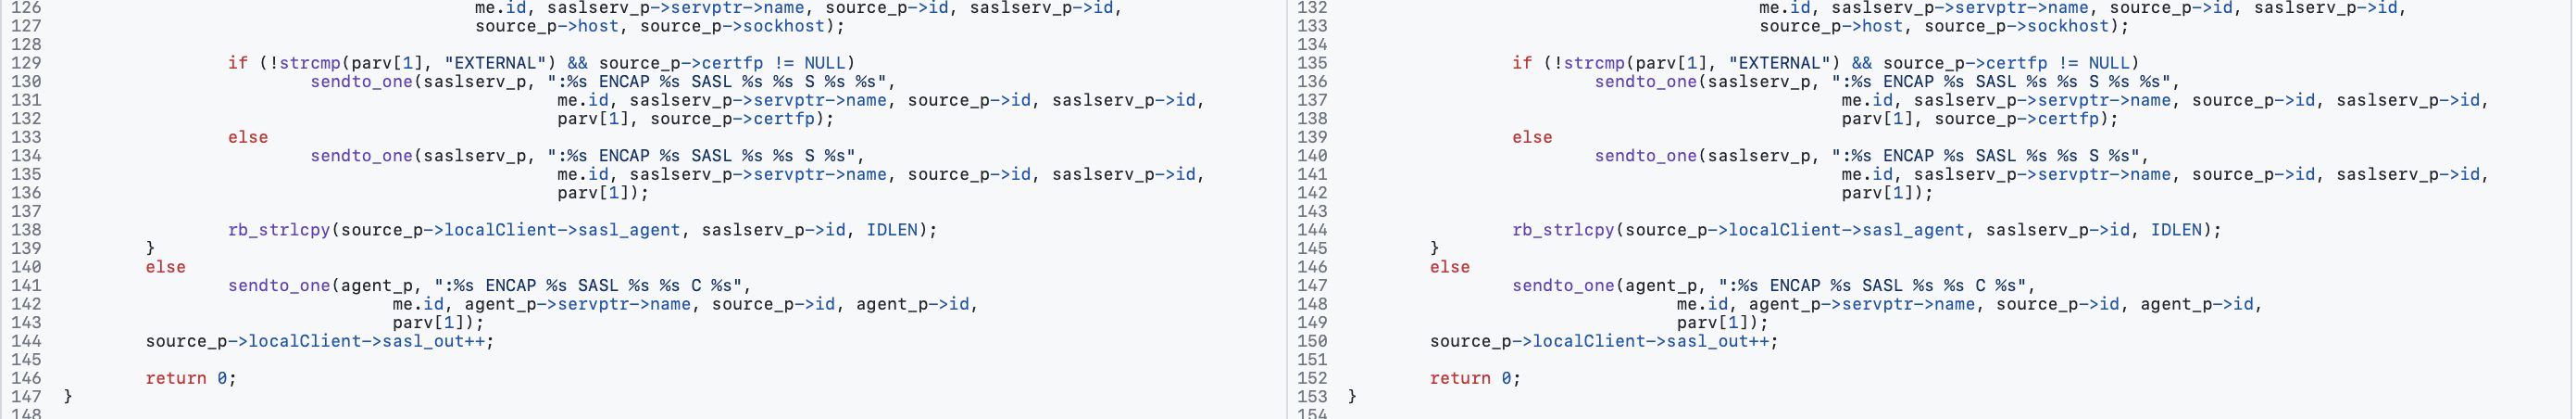 126 me.id, saslserv_p->servptr->name, source_p->id, saslserv_p->id,
127 source_p->host, source_p->sockhost);
128
129 if (!strcmp(parv[1], "EXTERNAL") && source_p->certfp != NULL)
130 sendto_one(saslserv_p, ":%s ENCAP %s SASL %s %s S %s %s",
131 me.id, saslserv_p->servptr->name, source_p->id, saslserv_p->id,
132 parv[1], source_p->certfp);
133 else
134 sendto_one(saslserv_p, ":%s ENCAP %s SASL %s %s S %s",
135 me.id, saslserv_p->servptr->name, source_p->id, saslserv_p->id,
136 parv[1]);
137
138 rb_strlcpy(source_p->localClient->sasl_agent, saslserv_p->id, IDLEN);
139 }
140 else
141 sendto_one(agent_p, ":%s ENCAP %s SASL %s %s C %s",
142 me.id, agent_p->servptr->name, source_p->id, agent_p->id,
143 parv[1]);
144 source_p->localClient->sasl_out++;
145
146 return 0;
147 }
148
132 me.id, saslserv_p->servptr->name, source_p->id, saslserv_p->id,
133 source_p->host, source_p->sockhost);
134
135 if (!strcmp(parv[1], "EXTERNAL") && source_p->certfp != NULL)
136 sendto_one(saslserv_p, ":%s ENCAP %s SASL %s %s S %s %s",
137 me.id, saslserv_p->servptr->name, source_p->id, saslserv_p->id,
138 parv[1], source_p->certfp);
139 else
140 sendto_one(saslserv_p, ":%s ENCAP %s SASL %s %s S %s",
141 me.id, saslserv_p->servptr->name, source_p->id, saslserv_p->id,
142 parv[1]);
143
144 rb_strlcpy(source_p->localClient->sasl_agent, saslserv_p->id, IDLEN);
145 }
146 else
147 sendto_one(agent_p, ":%s ENCAP %s SASL %s %s C %s",
148 me.id, agent_p->servptr->name, source_p->id, agent_p->id,
149 parv[1]);
150 source_p->localClient->sasl_out++;
151
152 return 0;
153 }
154